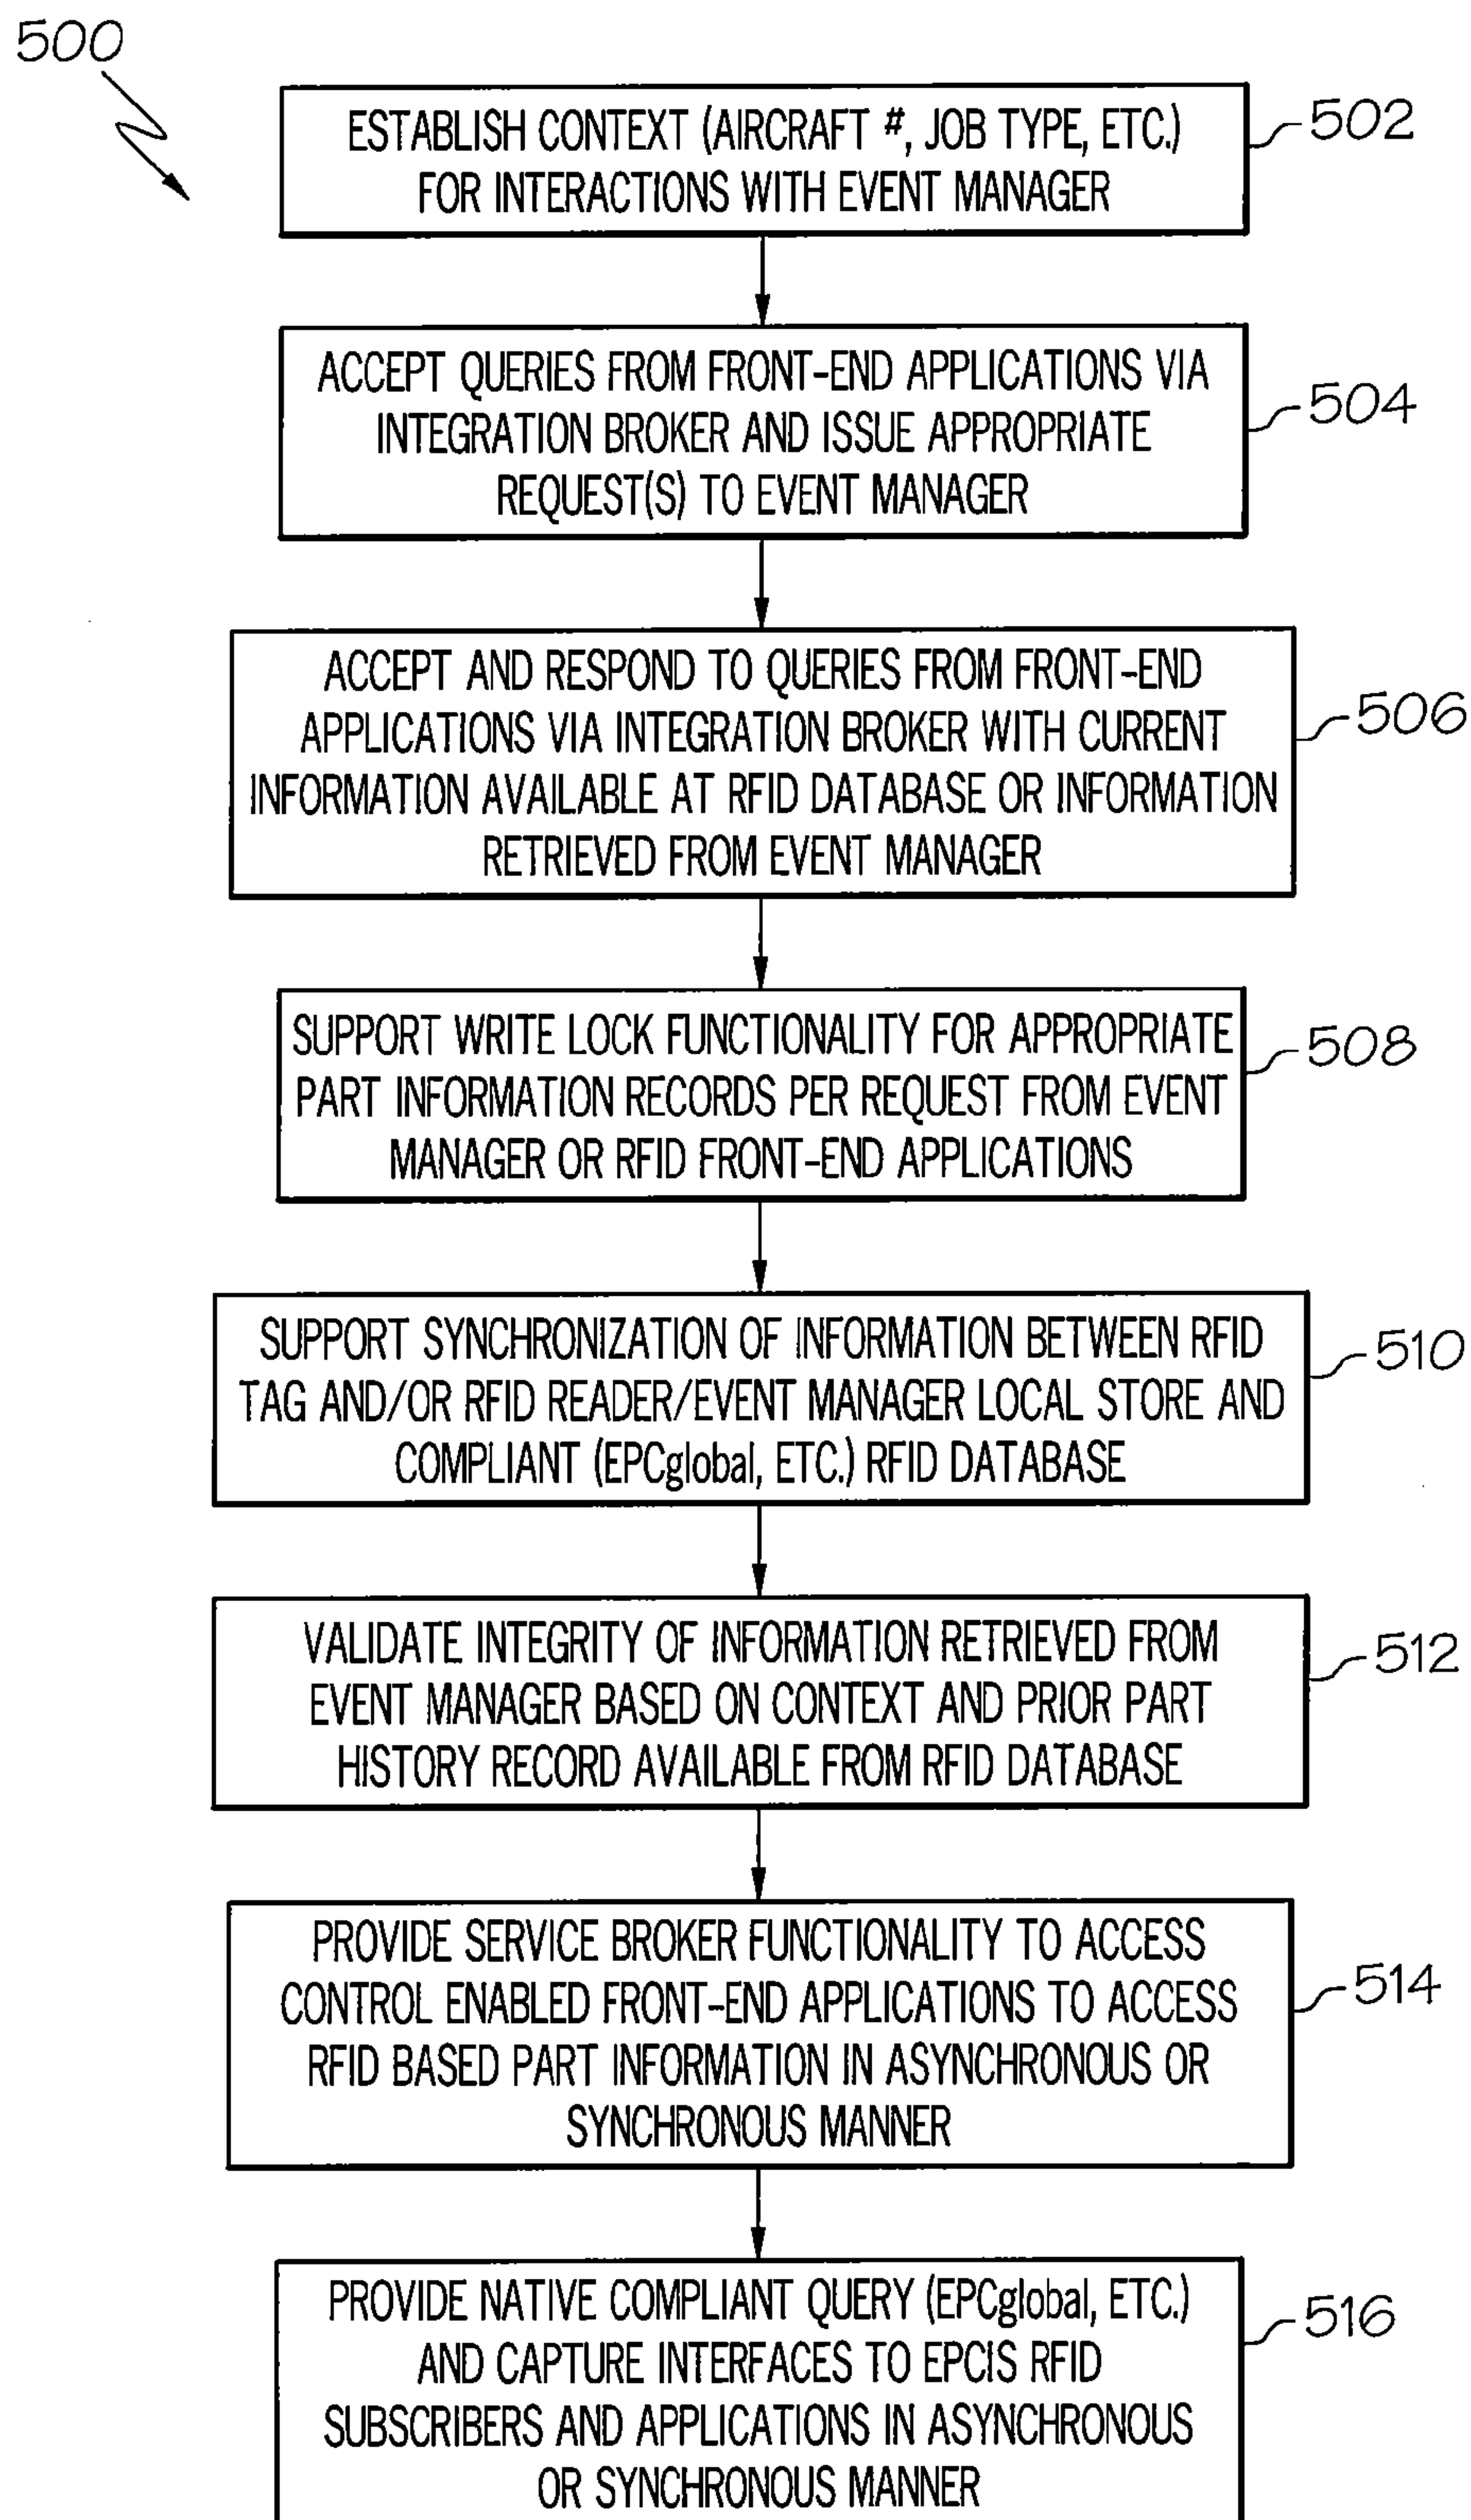 500
ESTABLISH CONTEXT (AIRCRAFT #, JOB TYPE, ETC.)
FOR INTERACTIONS WITH EVENT MANAGER
502
ACCEPT QUERIES FROM FRONT-END APPLICATIONS VIA
INTEGRATION BROKER AND ISSUE APPROPRIATE
REQUEST(S) TO EVENT MANAGER
504
ACCEPT AND RESPOND TO QUERIES FROM FRONT-END
APPLICATIONS VIA INTEGRATION BROKER WITH CURRENT
INFORMATION AVAILABLE AT RFID DATABASE OR INFORMATION
RETRIEVED FROM EVENT MANAGER
506
SUPPORT WRITE LOCK FUNCTIONALITY FOR APPROPRIATE
PART INFORMATION RECORDS PER REQUEST FROM EVENT
MANAGER OR RFID FRONT-END APPLICATIONS
508
SUPPORT SYNCHRONIZATION OF INFORMATION BETWEEN RFID
TAG AND/OR RFID READER/EVENT MANAGER LOCAL STORE AND
COMPLIANT (EPCglobal, ETC.) RFID DATABASE
510
VALIDATE INTEGRITY OF INFORMATION RETRIEVED FROM
EVENT MANAGER BASED ON CONTEXT AND PRIOR PART
HISTORY RECORD AVAILABLE FROM RFID DATABASE
512
PROVIDE SERVICE BROKER FUNCTIONALITY TO ACCESS
CONTROL ENABLED FRONT-END APPLICATIONS TO ACCESS
RFID BASED PART INFORMATION IN ASYNCHRONOUS OR
SYNCHRONOUS MANNER
514
PROVIDE NATIVE COMPLIANT QUERY (EPCglobal, ETC.)
AND CAPTURE INTERFACES TO EPCIS RFID
SUBSCRIBERS AND APPLICATIONS IN ASYNCHRONOUS
OR SYNCHRONOUS MANNER
516